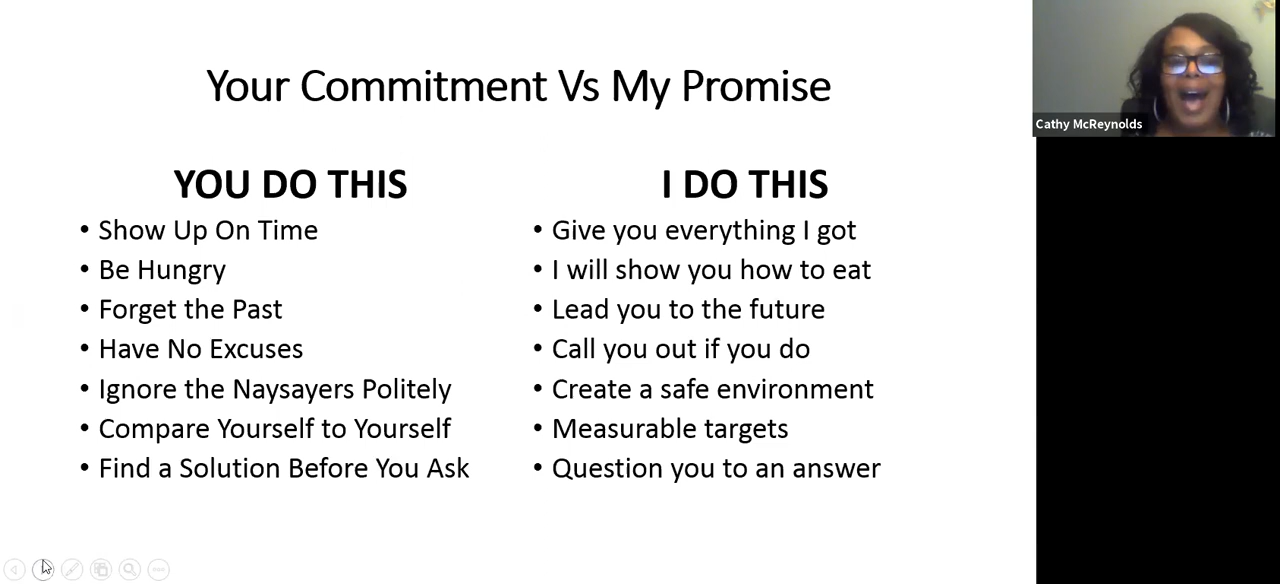 Your Commitment Vs My Promise
YOU DO THIS
• Show Up On Time
• Be Hungry
• Forget the Past
• Have No Excuses
• Ignore the Naysayers Politely
• Compare Yourself to Yourself
• Find a Solution Before You Ask
I DO THIS
• Give you everything I got
• I will show you how to eat
• Lead you to the future
• Call you out if you do
• Create a safe environment
• Measurable targets
• Question you to an answer
Cathy McReynolds